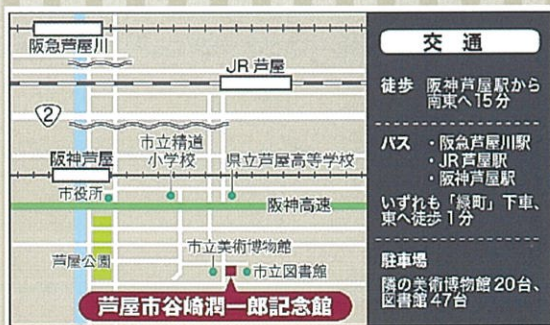 阪急芦屋川
JR 芦屋
2
市立精道
小学校
阪神芦屋
県立芦屋高等学校
市役所
阪神高速
市立美術博物館
芦屋公園
市立図書館
芦屋市谷崎潤一郎記念館
交通
徒歩 阪神芦屋駅から
南東へ15分
バス ・阪急芦屋川駅
・JR芦屋駅
・阪神芦屋駅
いずれも「緑町」下車、
東へ徒歩1分
駐車場
隣の美術博物館20台、
図書館47台